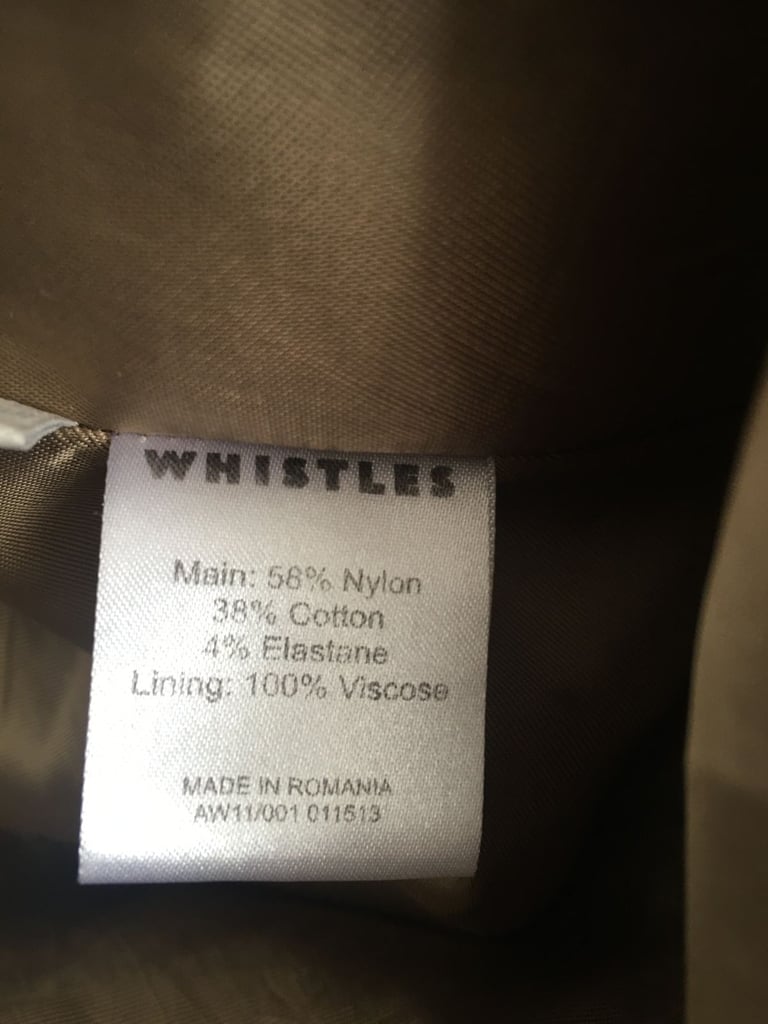 WHISTLES
Main: 58% Nylon
38% Cotton
4% Elastane
Lining: 100% Viscose
MADE IN ROMANIA
AW11/001 011513